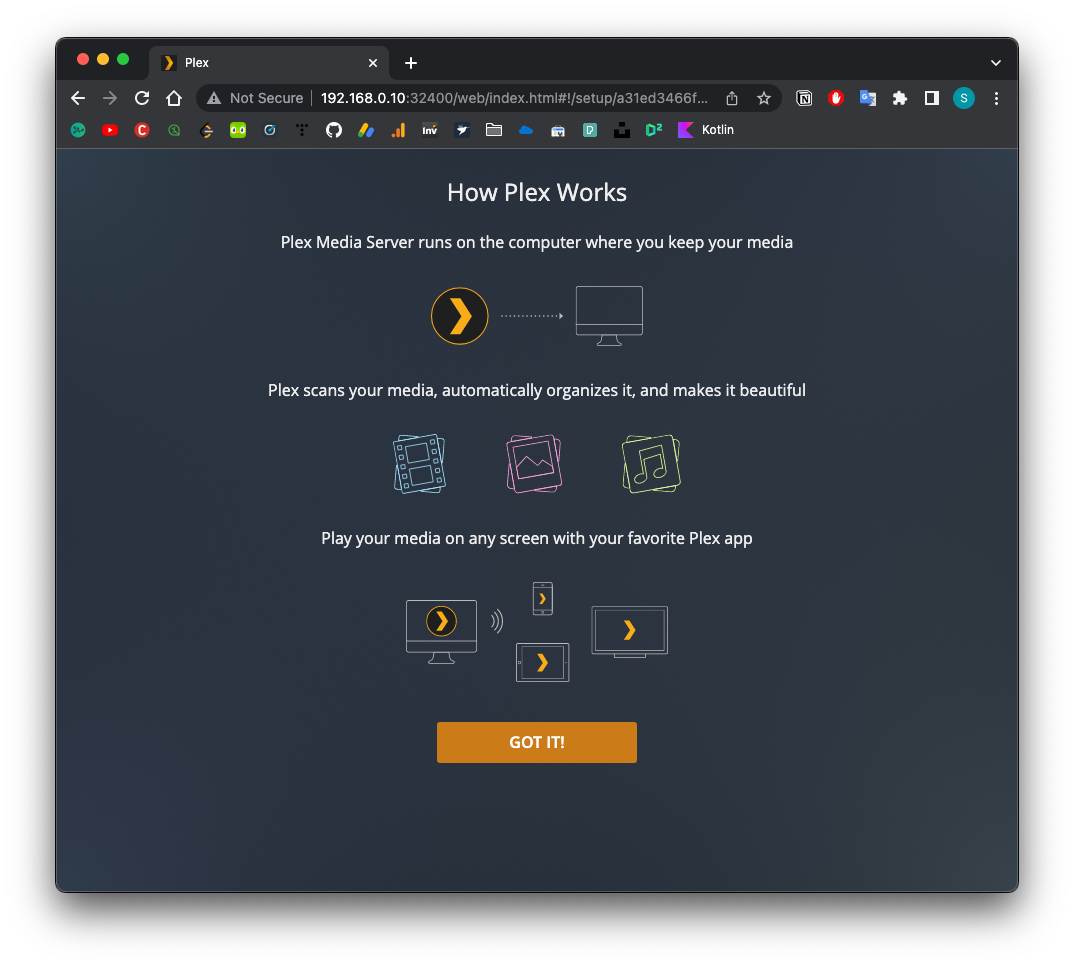 Plex
Not Secure 192.168.0.10:32400/web/index.html#!/setup/a31ed3466f...
S
Inv
Kotlin
How Plex Works
Plex Media Server runs on the computer where you keep your media
Plex scans your media, automatically organizes it, and makes it beautiful
Play your media on any screen with your favorite Plex app
GOT IT!